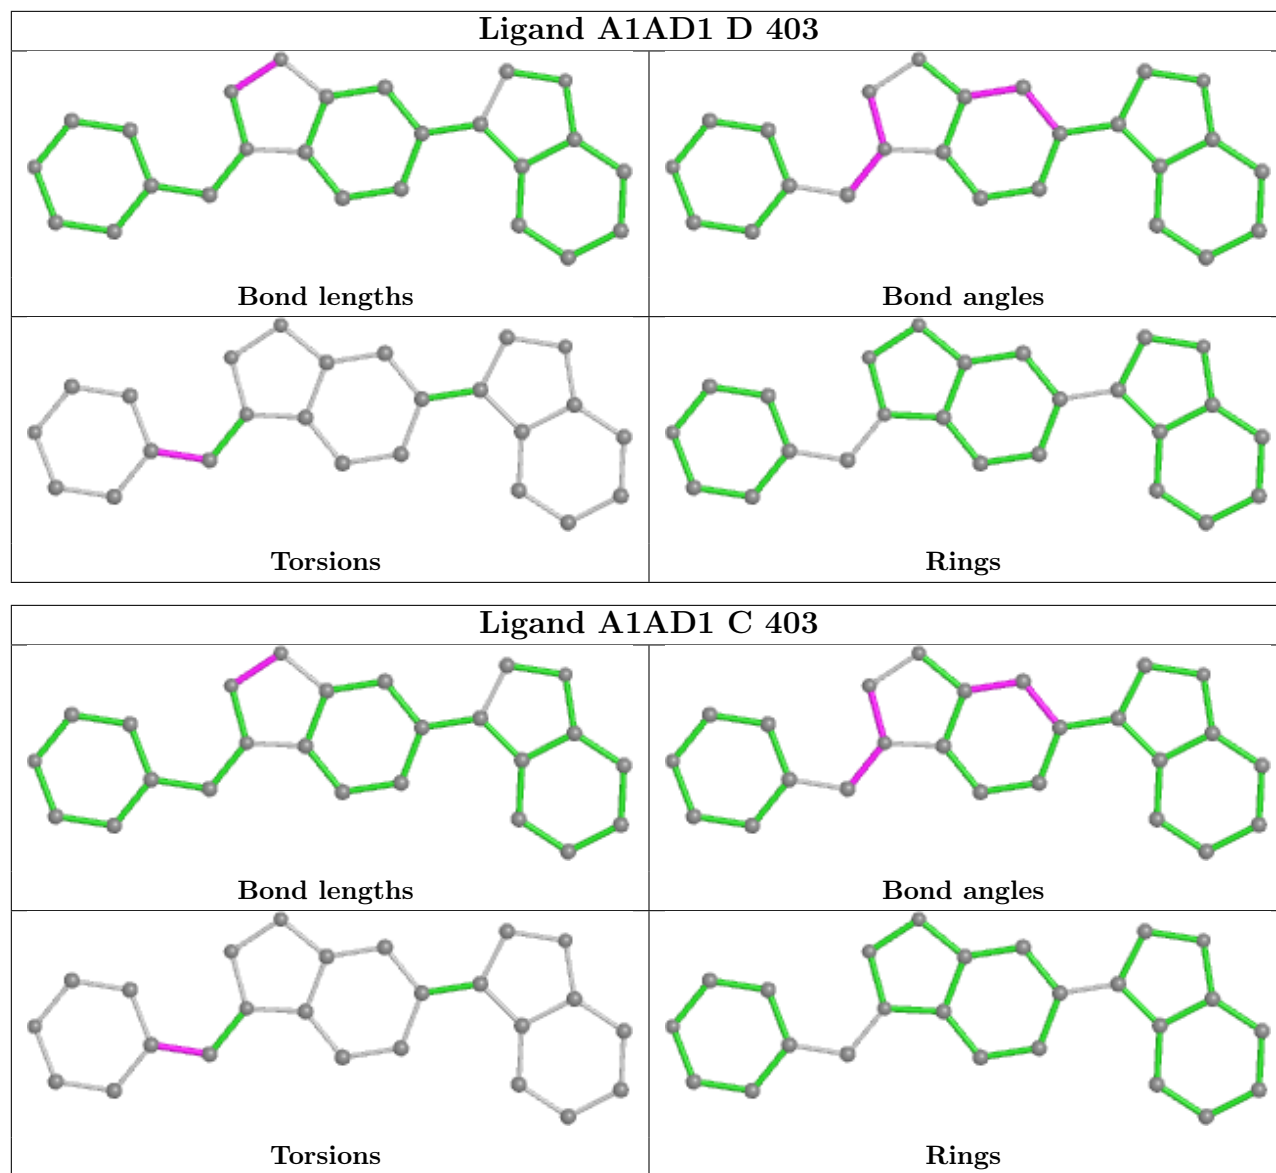 Ligand A1AD1 D 403
Bond lengths
Bond angles
Torsions
Rings
Ligand A1AD1 C 403
Bond lengths
Bond angles
Torsions
Rings